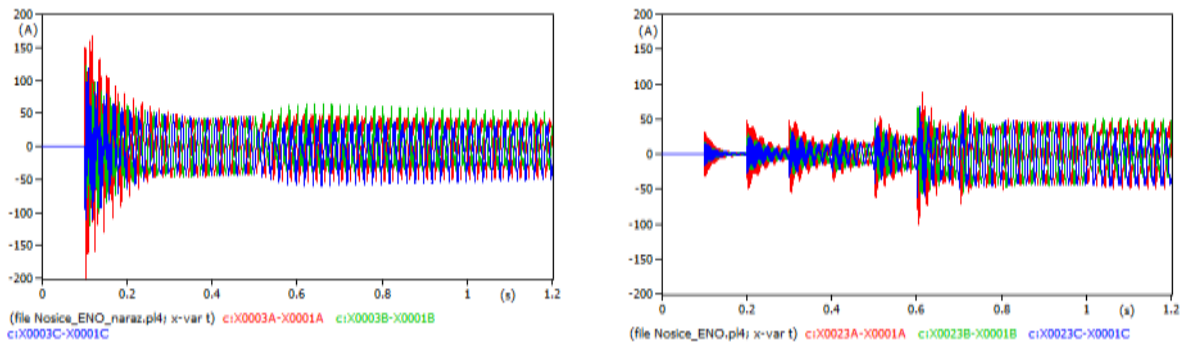 200
(A)
150
100
50
0
-50
-100
-150
-200
0 0.2 0.4 0.6 0.8 1 (s) 1.2
(file Nosice_ENO_naraz.pl4; x-var t) c:X0003A-X0001A c:X0003B-X0001B
c:X0003C-X0001C
200
(A)
150
100
50
0
-50
-100
-150
-200
0.0 0.2 0.4 0.6 0.8 1.0 (s) 1.2
(file Nosice_ENO.pl4; x-var t) c:X0023A-X0001A c:X0023B-X0001B c:X0023C-X0001C